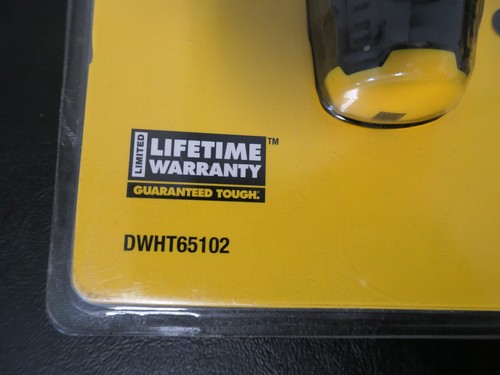 LIMITED
LIFETIME
WARRANTY
™
GUARANTEED TOUGH.
DWHT65102